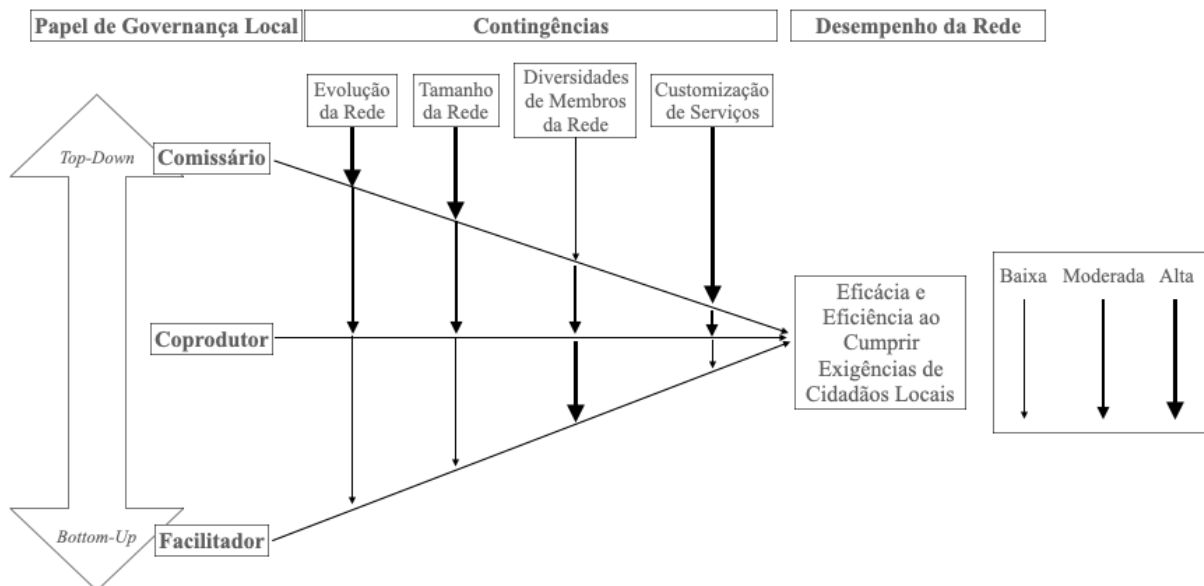 Papel de Governança Local
Contingências
Desempenho da Rede
Evolução
da Rede
Tamanho
da Rede
Diversidades
de Membros
da Rede
Customização
de Serviços
Top-Down
Comissário
Coprodutor
Facilitador
Bottom-Up
Eficácia e
Eficiência ao
Cumprir
Exigências de
Cidadãos Locais
Baixa
Moderada
Alta